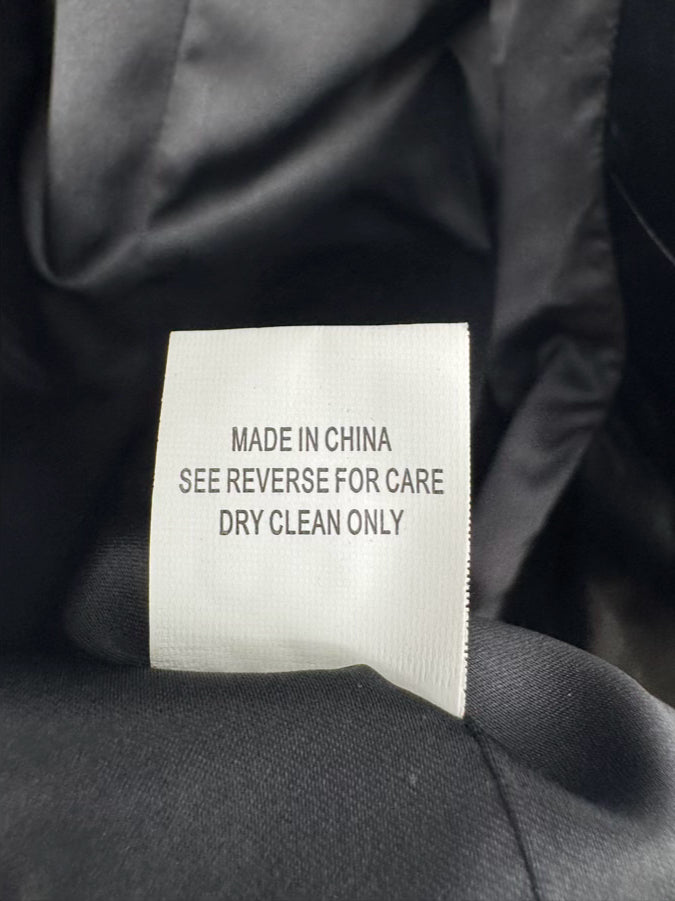 MADE IN CHINA
SEE REVERSE FOR CARE
DRY CLEAN ONLY